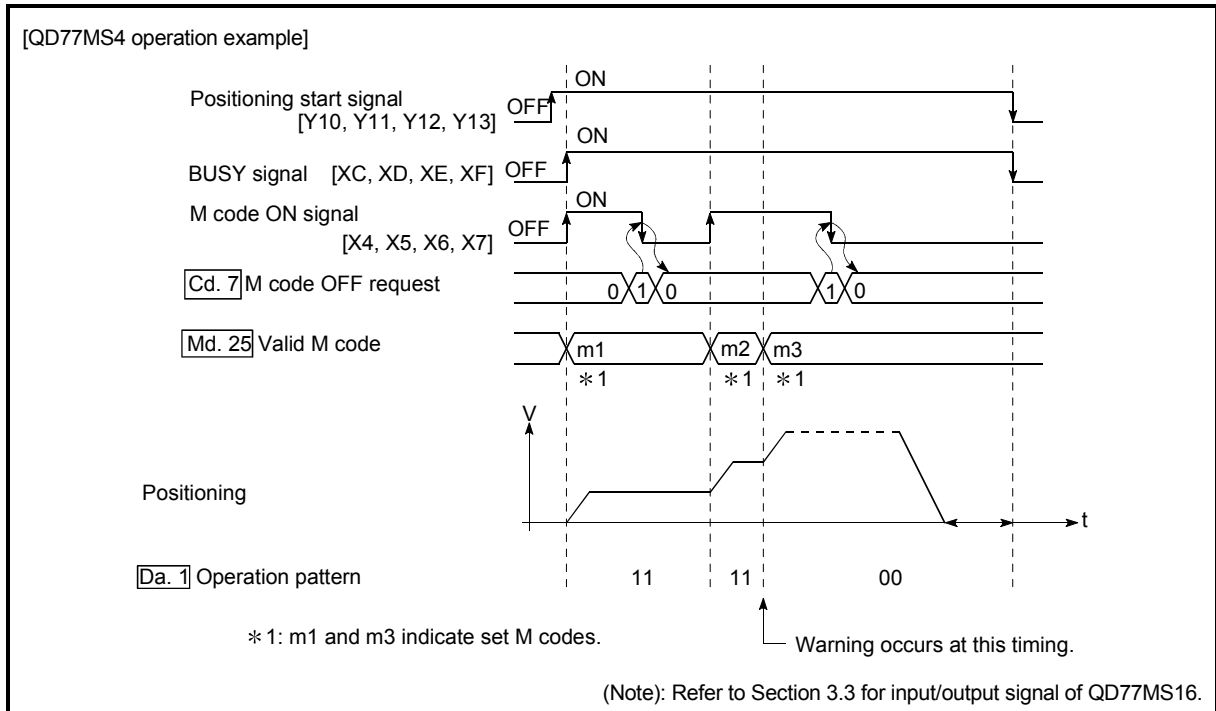 [QD77MS4 operation example]
ON
Positioning start signal
[Y10, Y11, Y12, Y13]
OFF
ON
BUSY signal [XC, XD, XE, XF]
OFF
ON
M code ON signal
[X4, X5, X6, X7]
OFF
Cd. 7 M code OFF request
0 1 0 1 0
Md. 25 Valid M code
m1 m2 m3
*1 *1 *1
V
Positioning
t
Da. 1 Operation pattern 11 11 00
*1: m1 and m3 indicate set M codes.
Warning occurs at this timing.
(Note): Refer to Section 3.3 for input/output signal of QD77MS16.